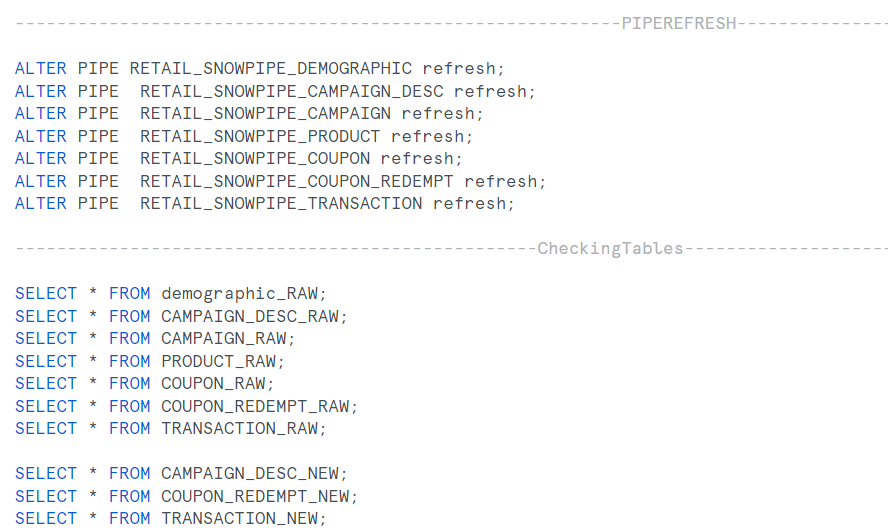 ----------------------------------------------------------PIPEREFRESH---------------
ALTER PIPE RETAIL_SNOWPIPE_DEMOGRAPHIC refresh;
ALTER PIPE  RETAIL_SNOWPIPE_CAMPAIGN_DESC refresh;
ALTER PIPE  RETAIL_SNOWPIPE_CAMPAIGN refresh;
ALTER PIPE  RETAIL_SNOWPIPE_PRODUCT refresh;
ALTER PIPE  RETAIL_SNOWPIPE_COUPON refresh;
ALTER PIPE  RETAIL_SNOWPIPE_COUPON_REDEMPT refresh;
ALTER PIPE  RETAIL_SNOWPIPE_TRANSACTION refresh;
--------------------------------------------------CheckingTables--------------------
SELECT * FROM demographic_RAW;
SELECT * FROM CAMPAIGN_DESC_RAW;
SELECT * FROM CAMPAIGN_RAW;
SELECT * FROM PRODUCT_RAW;
SELECT * FROM COUPON_RAW;
SELECT * FROM COUPON_REDEMPT_RAW;
SELECT * FROM TRANSACTION_RAW;
SELECT * FROM CAMPAIGN_DESC_NEW;
SELECT * FROM COUPON_REDEMPT_NEW;
SELECT * FROM TRANSACTION_NEW;